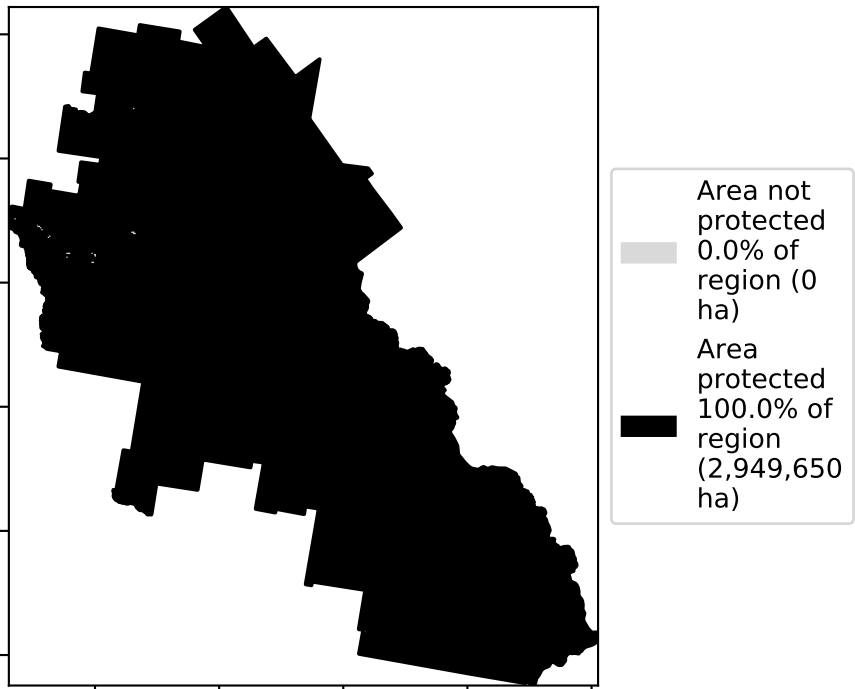 Area not
protected
0.0% of
region (0
ha)
Area
protected
100.0% of
region
(2,949,650
ha)